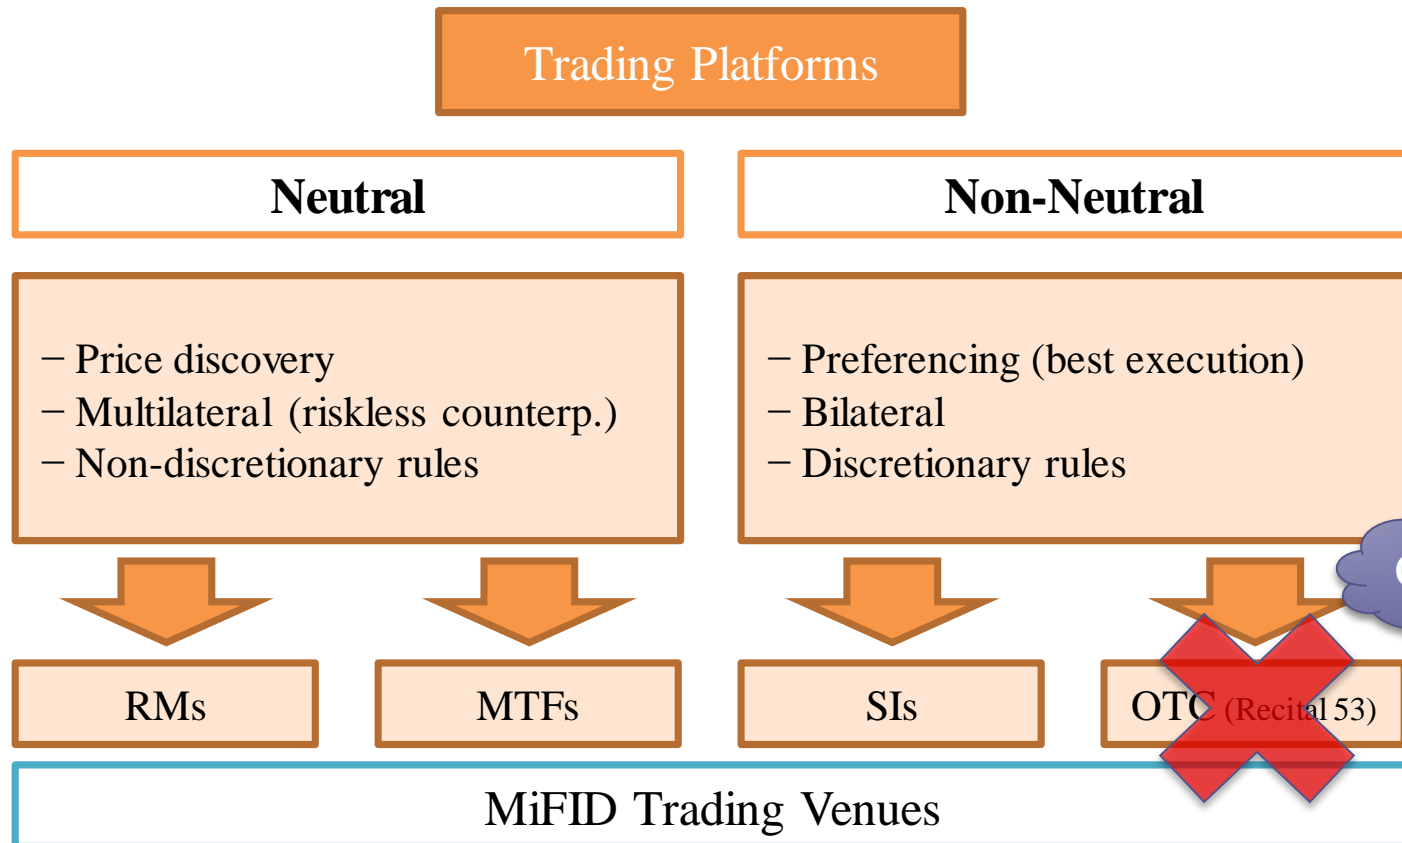 Trading Platforms
Neutral
Non-Neutral
− Price discovery
− Multilateral (riskless counterp.)
− Non-discretionary rules
− Preferencing (best execution)
− Bilateral
− Discretionary rules
RMs
MTFs
SIs
OTC (Recital 53)
MiFID Trading Venues